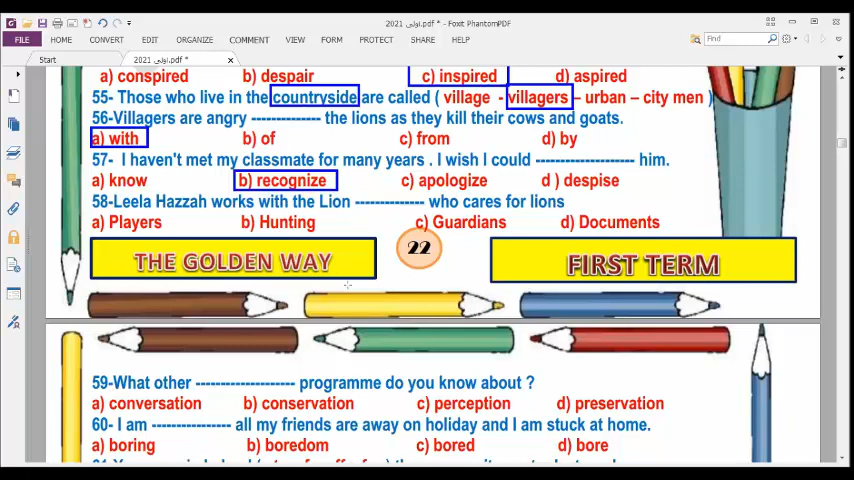 2021 اولى.pdf * - Foxit PhantomPDF
FILE HOME CONVERT EDIT ORGANIZE COMMENT VIEW FORM PROTECT SHARE HELP
Find
Start
2021 اولى.pdf *
a) conspired b) despair c) inspired d) aspired
55- Those who live in the countryside are called ( village - villagers – urban – city men )
56-Villagers are angry -------------- the lions as they kill their cows and goats.
a) with b) of c) from d) by
57- I haven't met my classmate for many years . I wish I could -------------------- him.
a) know b) recognize c) apologize d ) despise
58-Leela Hazzah works with the Lion -------------- who cares for lions
a) Players b) Hunting c) Guardians d) Documents
THE GOLDEN WAY 22 FIRST TERM
59-What other -------------------- programme do you know about ?
a) conversation b) conservation c) perception d) preservation
60- I am ---------------- all my friends are away on holiday and I am stuck at home.
a) boring b) boredom c) bored d) bore